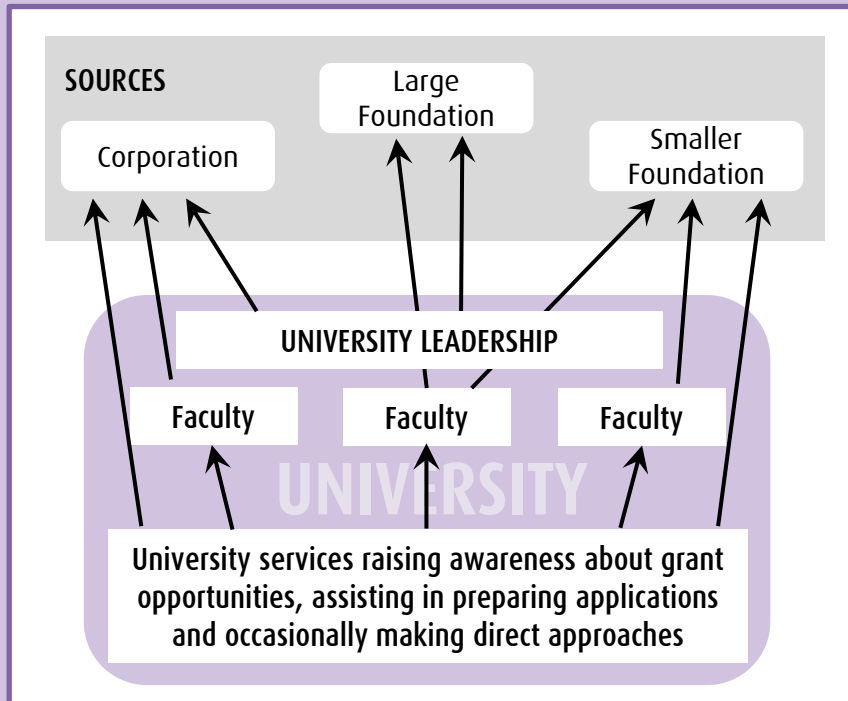 SOURCES
Large
Foundation
Corporation
Smaller
Foundation
UNIVERSITY LEADERSHIP
Faculty
Faculty
Faculty
UNIVERSITY
University services raising awareness about grant
opportunities, assisting in preparing applications
and occasionally making direct approaches